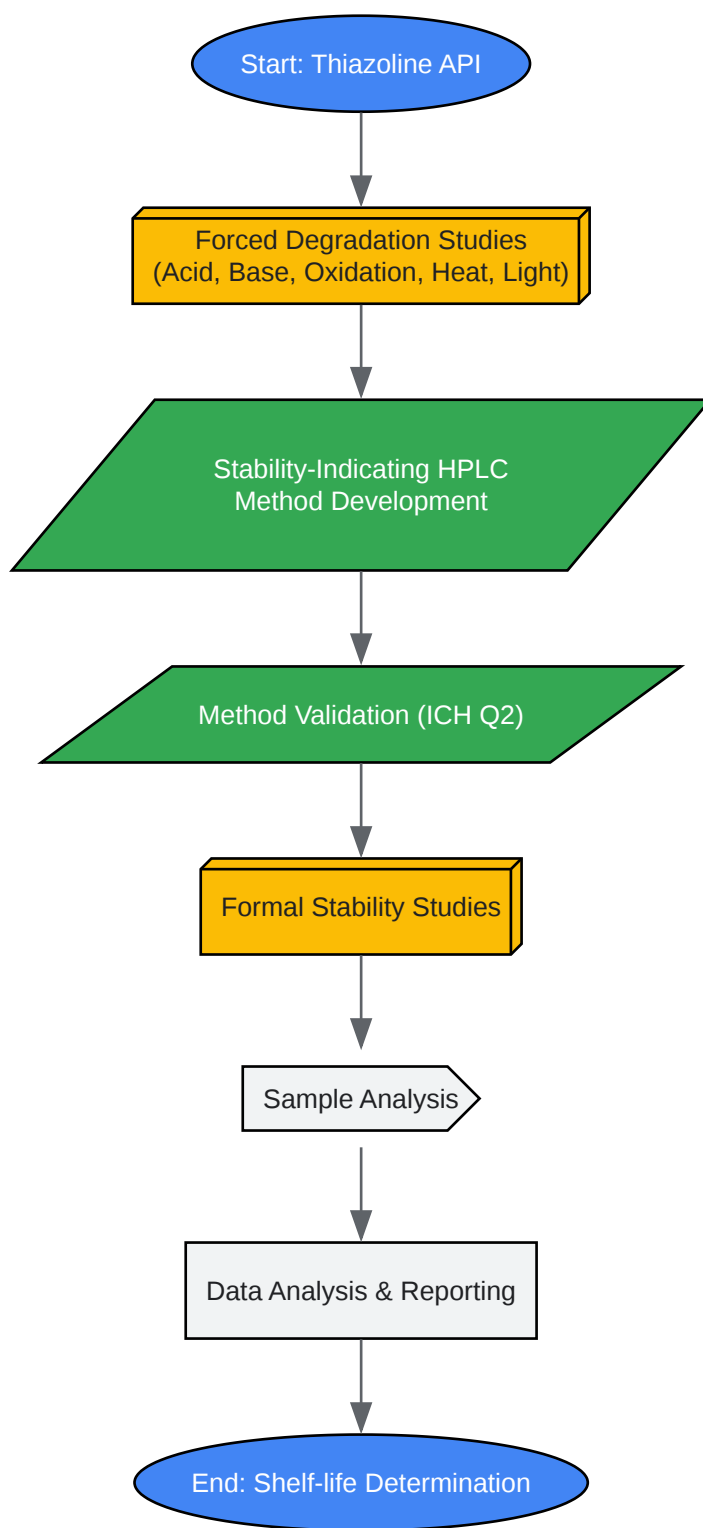 Start: Thiazoline API
Forced Degradation Studies
(Acid, Base, Oxidation, Heat, Light)
Stability-Indicating HPLC
Method Development
Method Validation (ICH Q2)
Formal Stability Studies
Sample Analysis
Data Analysis & Reporting
End: Shelf-life Determination